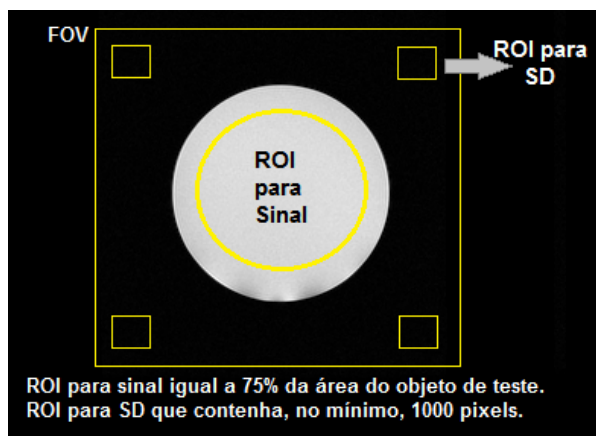 FOV
ROI para
SD
ROI
para
Sinal
ROI para sinal igual a 75% da área do objeto de teste.
ROI para SD que contenha, no mínimo, 1000 pixels.